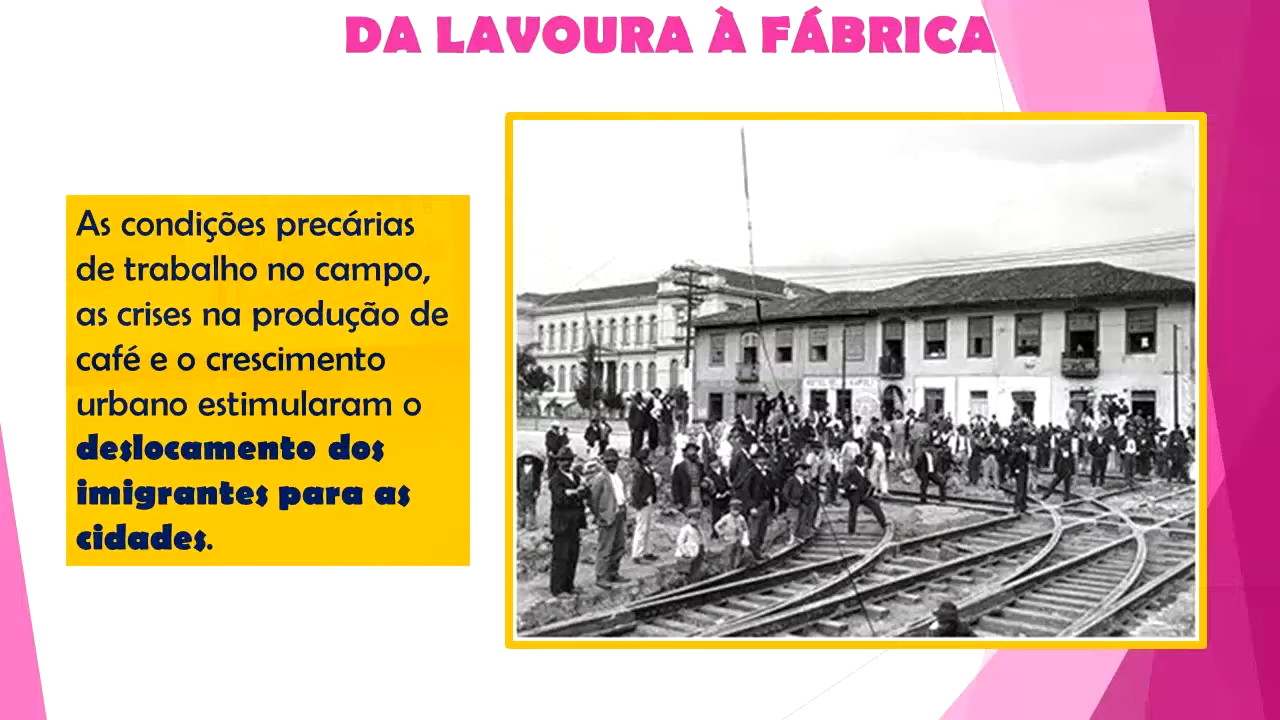 DA LAVOURA À FÁBRICA
As condições precárias
de trabalho no campo,
as crises na produção de
café e o crescimento
urbano estimularam o
deslocamento dos
imigrantes para as
cidades.